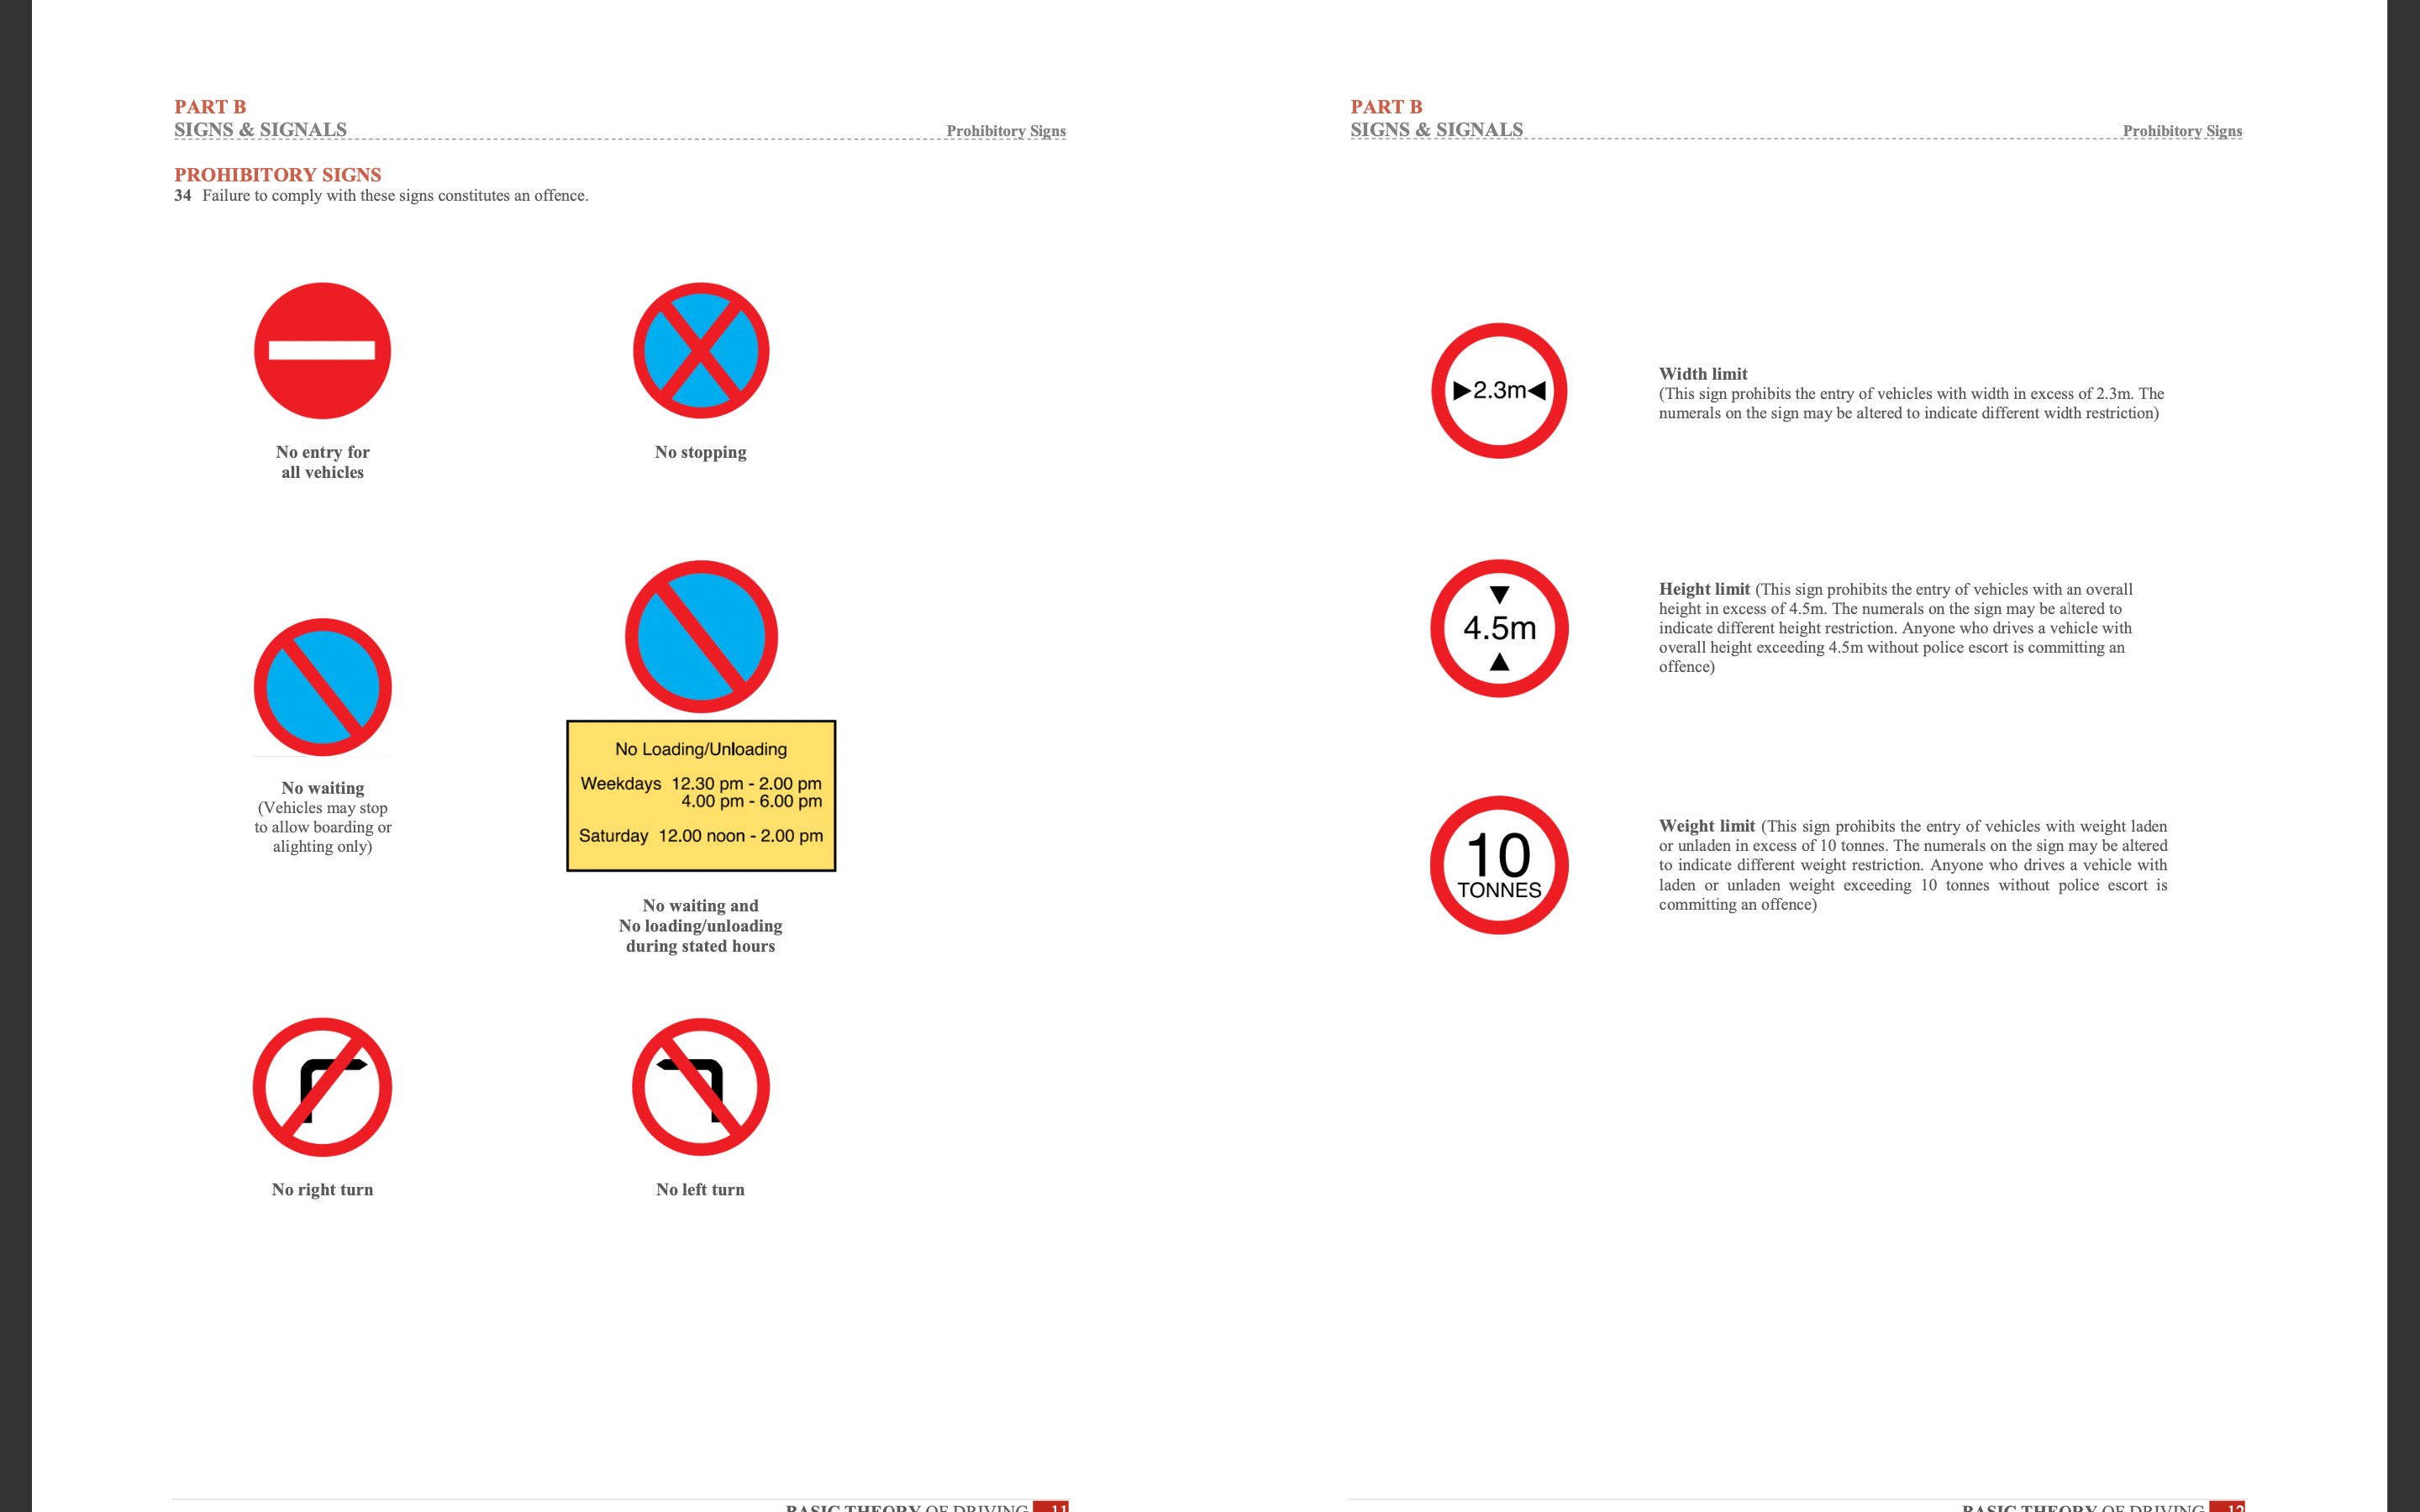 PART B
SIGNS & SIGNALS
Prohibitory Signs
PROHIBITORY SIGNS
34 Failure to comply with these signs constitutes an offence.
No entry for
all vehicles
No stopping
No waiting
(Vehicles may stop
to allow boarding or
alighting only)
No Loading/Unloading
Weekdays 12.30 pm - 2.00 pm
4.00 pm - 6.00 pm
Saturday 12.00 noon - 2.00 pm
No waiting and
No loading/unloading
during stated hours
No right turn
No left turn
BASIC THEORY OF DRIVING 11
PART B
SIGNS & SIGNALS
Prohibitory Signs
2.3m
Width limit
(This sign prohibits the entry of vehicles with width in excess of 2.3m. The
numerals on the sign may be altered to indicate different width restriction)
4.5m
Height limit (This sign prohibits the entry of vehicles with an overall
height in excess of 4.5m. The numerals on the sign may be altered to
indicate different height restriction. Anyone who drives a vehicle with
overall height exceeding 4.5m without police escort is committing an
offence)
10
TONNES
Weight limit (This sign prohibits the entry of vehicles with weight laden
or unladen in excess of 10 tonnes. The numerals on the sign may be altered
to indicate different weight restriction. Anyone who drives a vehicle with
laden or unladen weight exceeding 10 tonnes without police escort is
committing an offence)
BASIC THEORY OF DRIVING 12